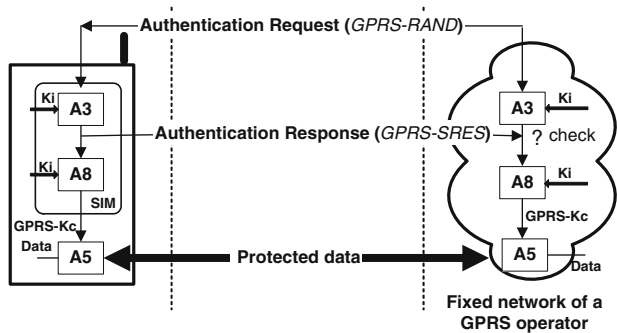 Authentication Request (GPRS-RAND)
Ki
A3
Ki
A3
Authentication Response (GPRS-SRES)
? check
Ki
A8
SIM
Ki
A8
GPRS-Kc
GPRS-Kc
Data
A5
Protected data
A5
Data
Fixed network of a
GPRS operator